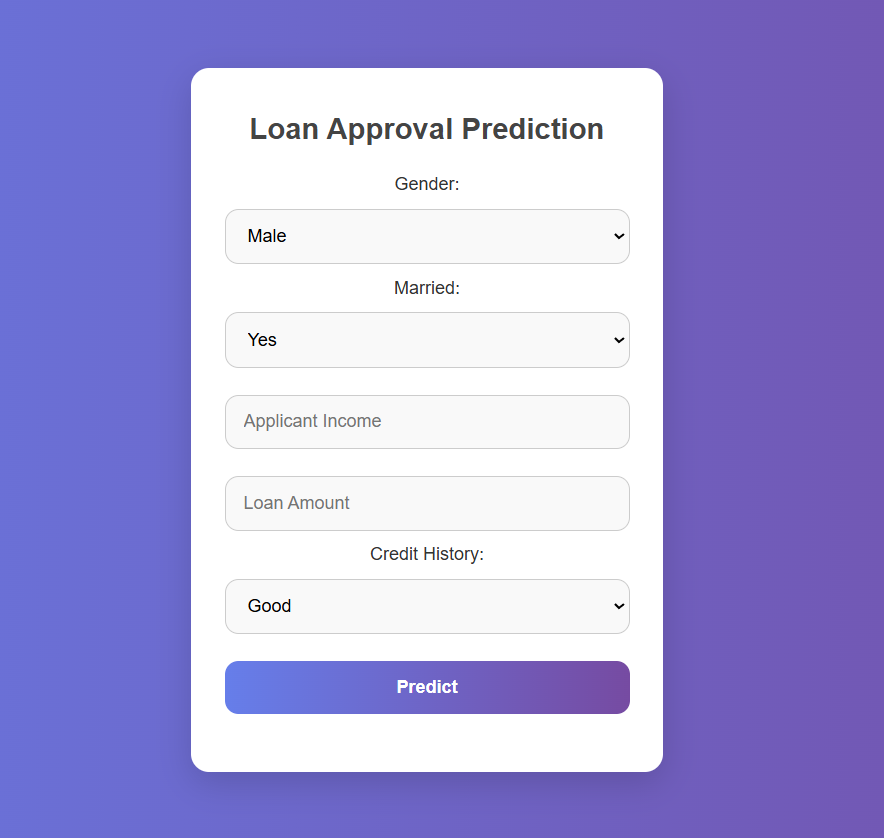 Loan Approval Prediction
Gender:
Male
Married:
Yes
Applicant Income
Loan Amount
Credit History:
Good
Predict